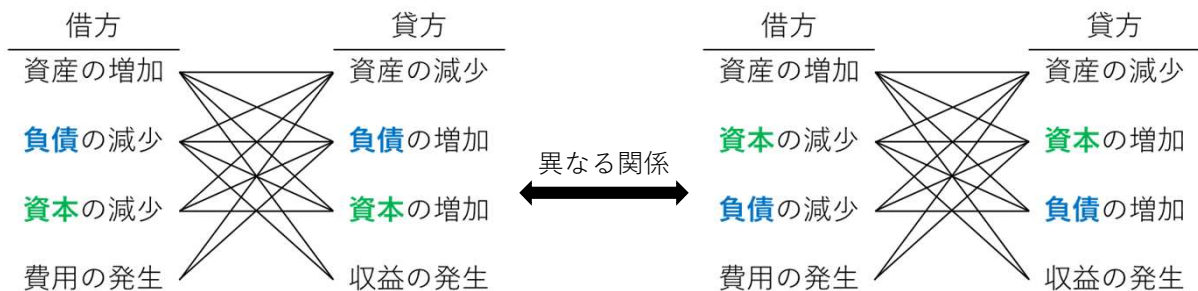 借方 貸方
資産の増加 資産の減少
負債の減少 負債の増加
資本の減少 資本の増加
費用の発生 収益の発生
異なる関係
借方 貸方
資産の増加 資産の減少
資本の減少 資本の増加
負債の減少 負債の増加
費用の発生 収益の発生